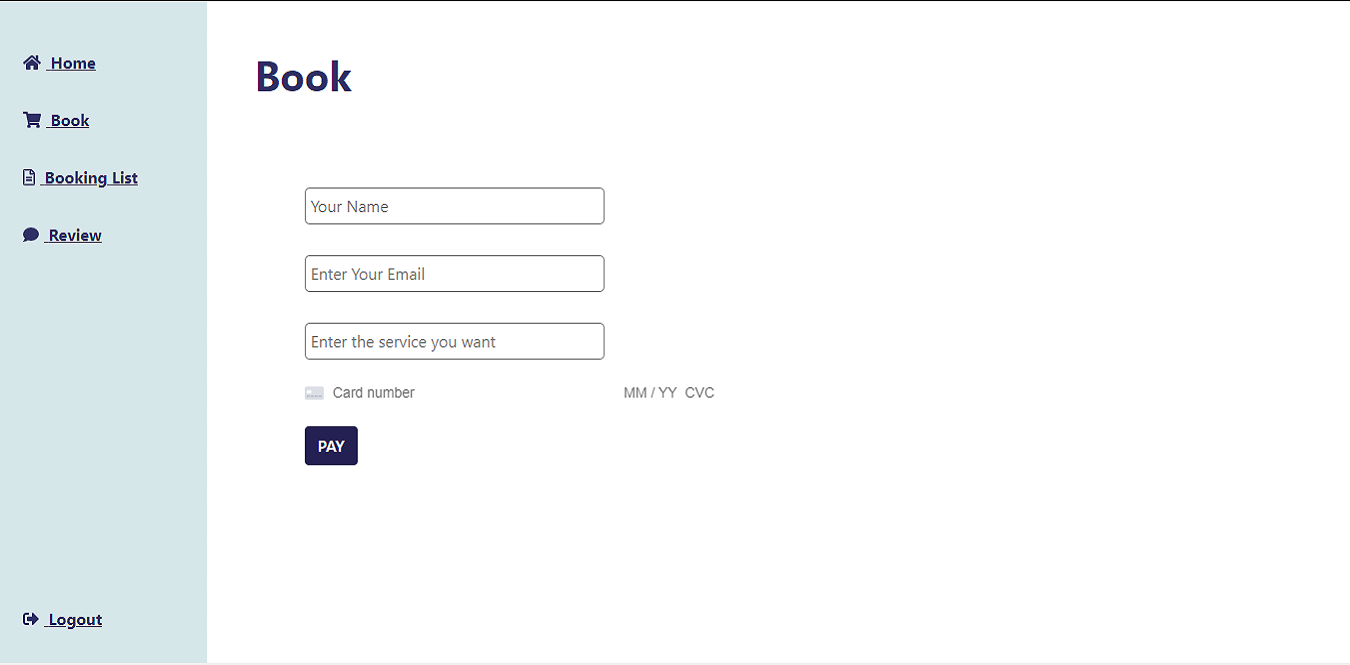 Home
Book
Booking List
Review
Logout
Book
Your Name
Enter Your Email
Enter the service you want
Card number MM / YY CVC
PAY